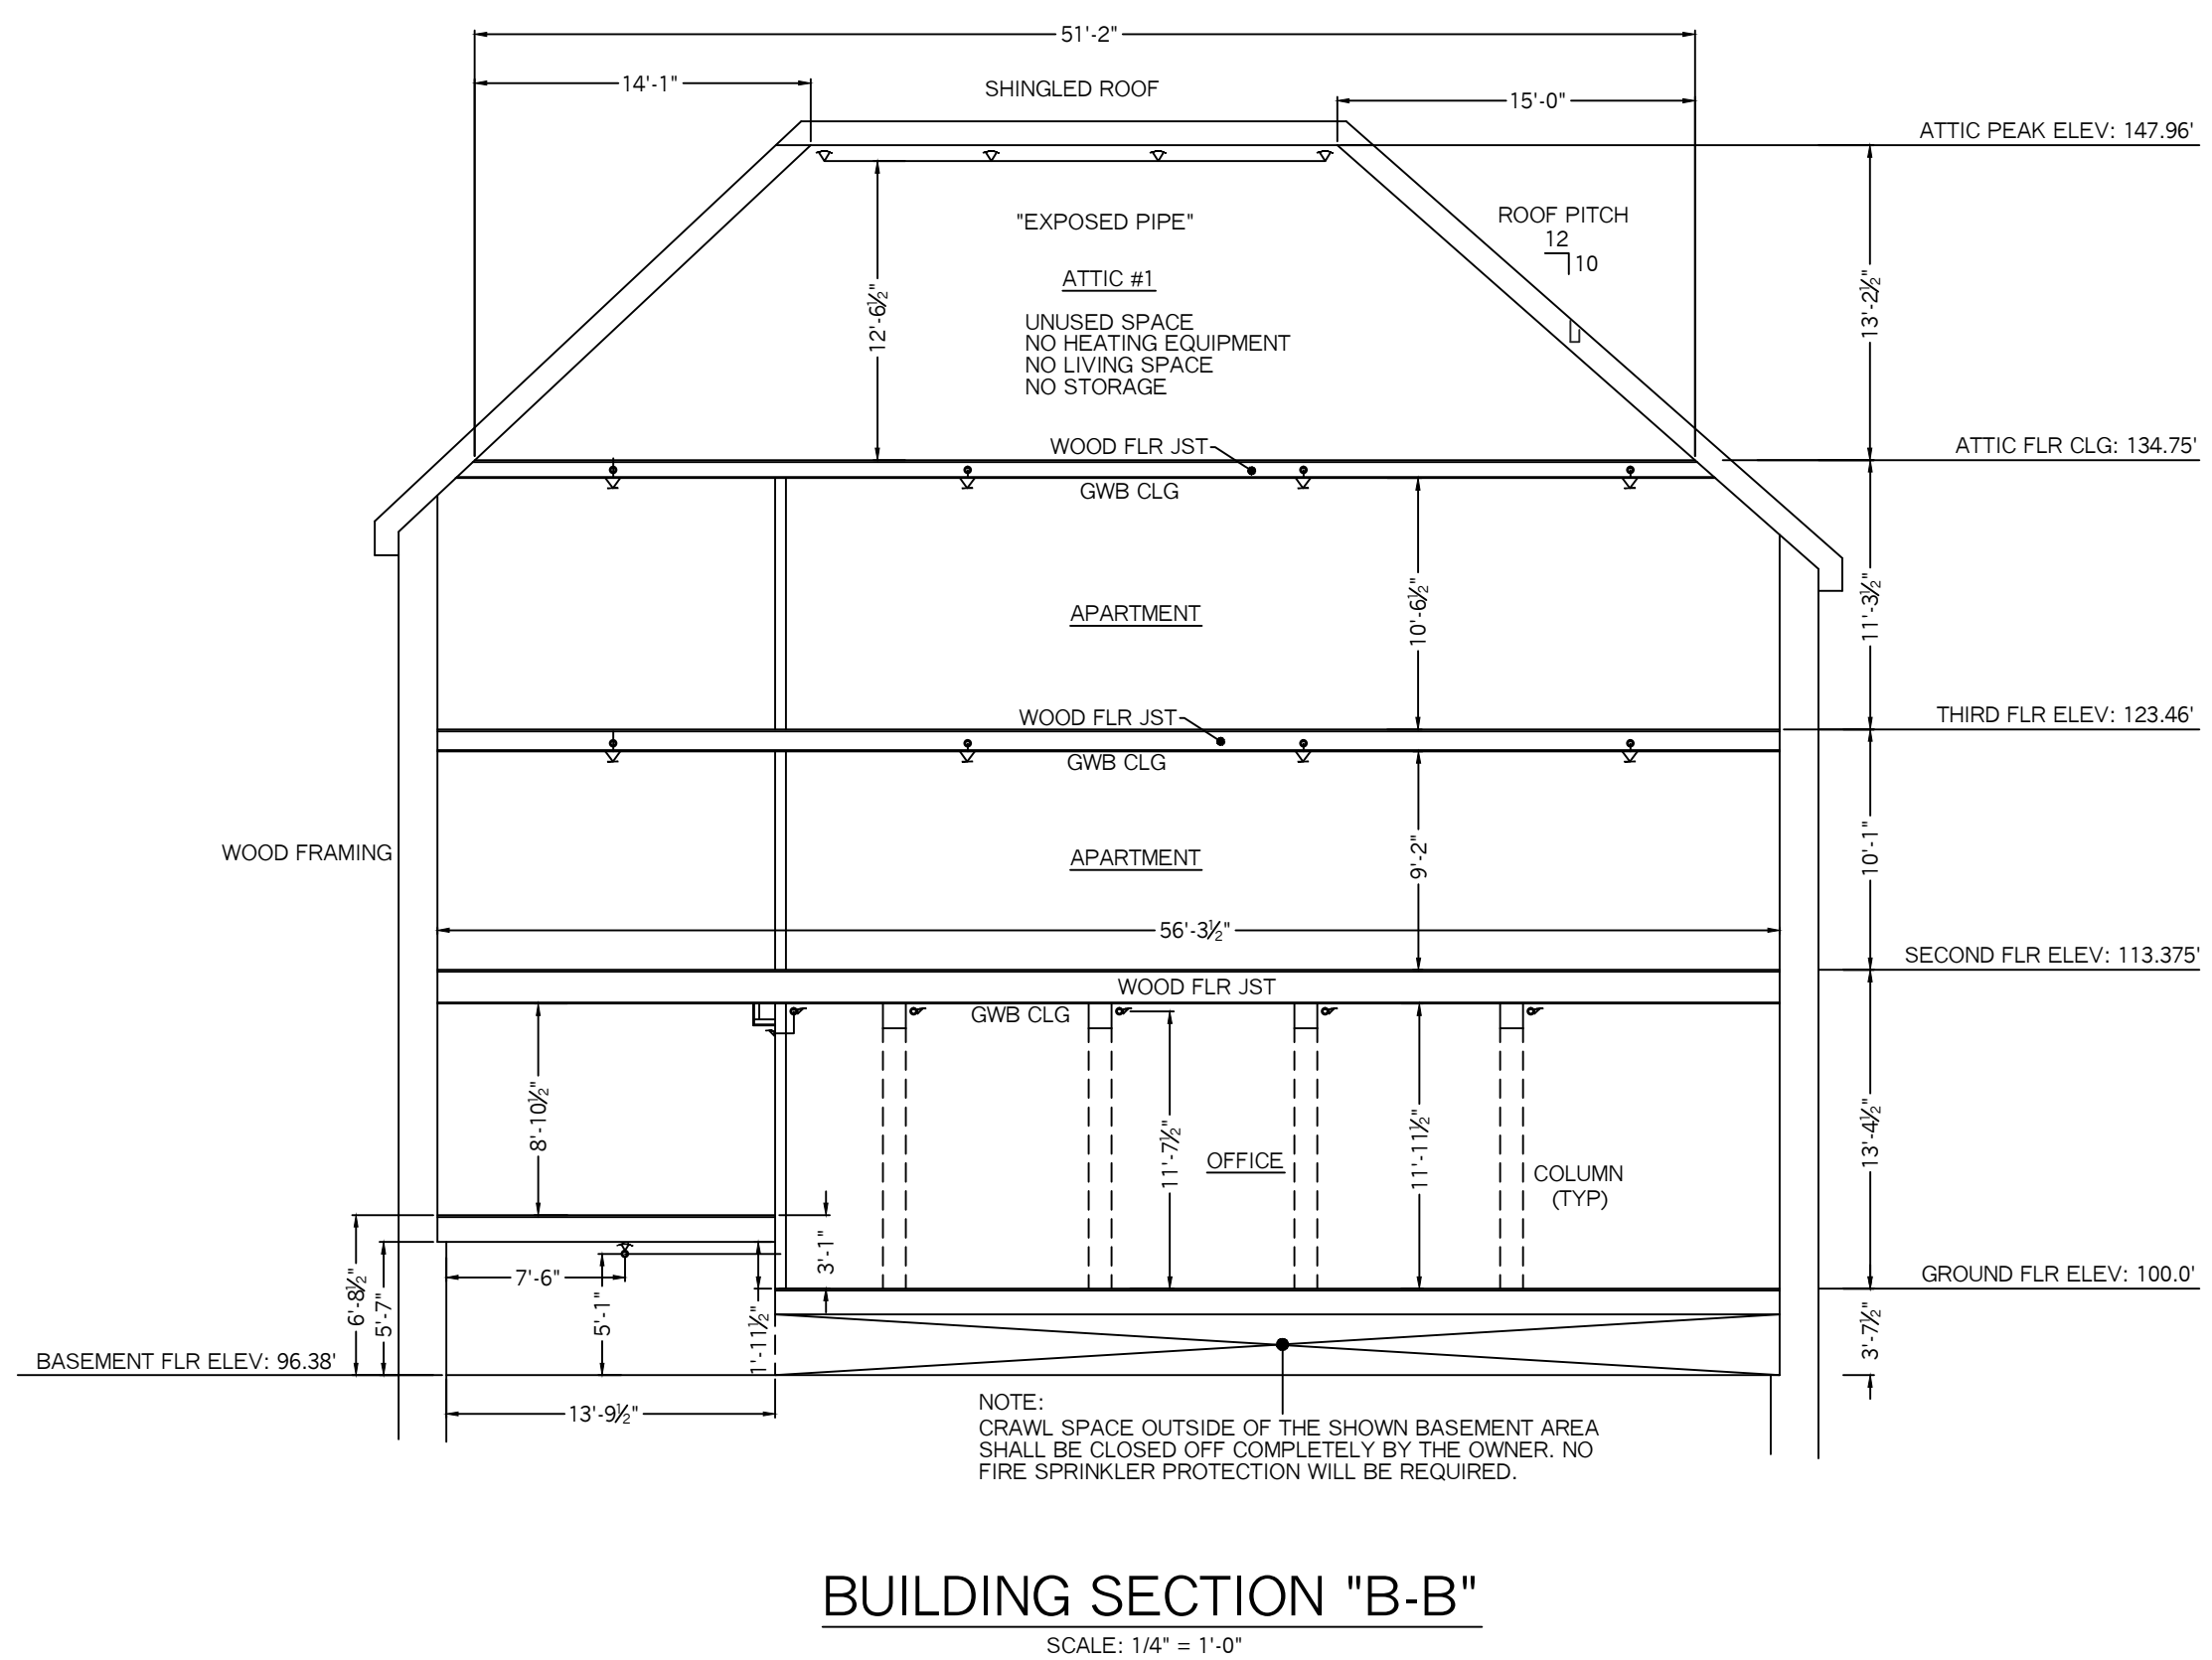 51'-2"
14'-1"
SHINGLED ROOF
15'-0"
ATTIC PEAK ELEV: 147.96'
"EXPOSED PIPE"
ROOF PITCH
12
10
ATTIC #1
12'-6½"
13'-2½"
UNUSED SPACE
NO HEATING EQUIPMENT
NO LIVING SPACE
NO STORAGE
WOOD FLR JST
ATTIC FLR CLG: 134.75'
GWB CLG
APARTMENT
10'-6½"
11'-3½"
WOOD FLR JST
THIRD FLR ELEV: 123.46'
GWB CLG
WOOD FRAMING
APARTMENT
9'-2"
10'-1"
56'-3½"
SECOND FLR ELEV: 113.375'
WOOD FLR JST
GWB CLG
8'-10½"
11'-7½"
OFFICE
11'-11½"
COLUMN
(TYP)
13'-4½"
3'-1"
7'-6"
GROUND FLR ELEV: 100.0'
6'-8½"
5'-7"
5'-1"
1'-11½"
3'-7½"
BASEMENT FLR ELEV: 96.38'
13'-9½"
NOTE:
CRAWL SPACE OUTSIDE OF THE SHOWN BASEMENT AREA
SHALL BE CLOSED OFF COMPLETELY BY THE OWNER. NO
FIRE SPRINKLER PROTECTION WILL BE REQUIRED.
BUILDING SECTION "B-B"
SCALE: 1/4" = 1'-0"